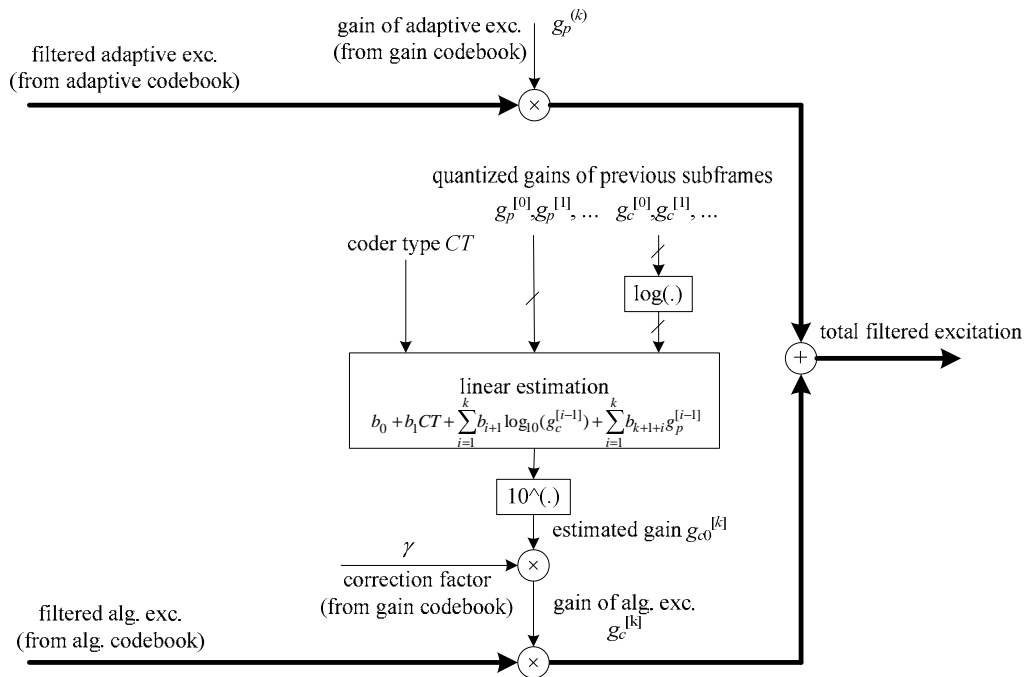 gain of adaptive exc.
(from gain codebook)
g_p^(k)
filtered adaptive exc.
(from adaptive codebook)
×
quantized gains of previous subframes
g_p^[0],g_p^[1], ... g_c^[0],g_c^[1], ...
coder type CT
log(.)
total filtered excitation
+
linear estimation
b_0 + b_1CT + ∑_{i=1}^{k} b_{i+1} log_10(g_c^[i-1]) + ∑_{i=1}^{k} b_{k+1+i} g_p^[i-1]
10^(.)
estimated gain g_c0^[k]
γ
×
correction factor
(from gain codebook)
gain of alg. exc.
g_c^[k]
filtered alg. exc.
(from alg. codebook)
×